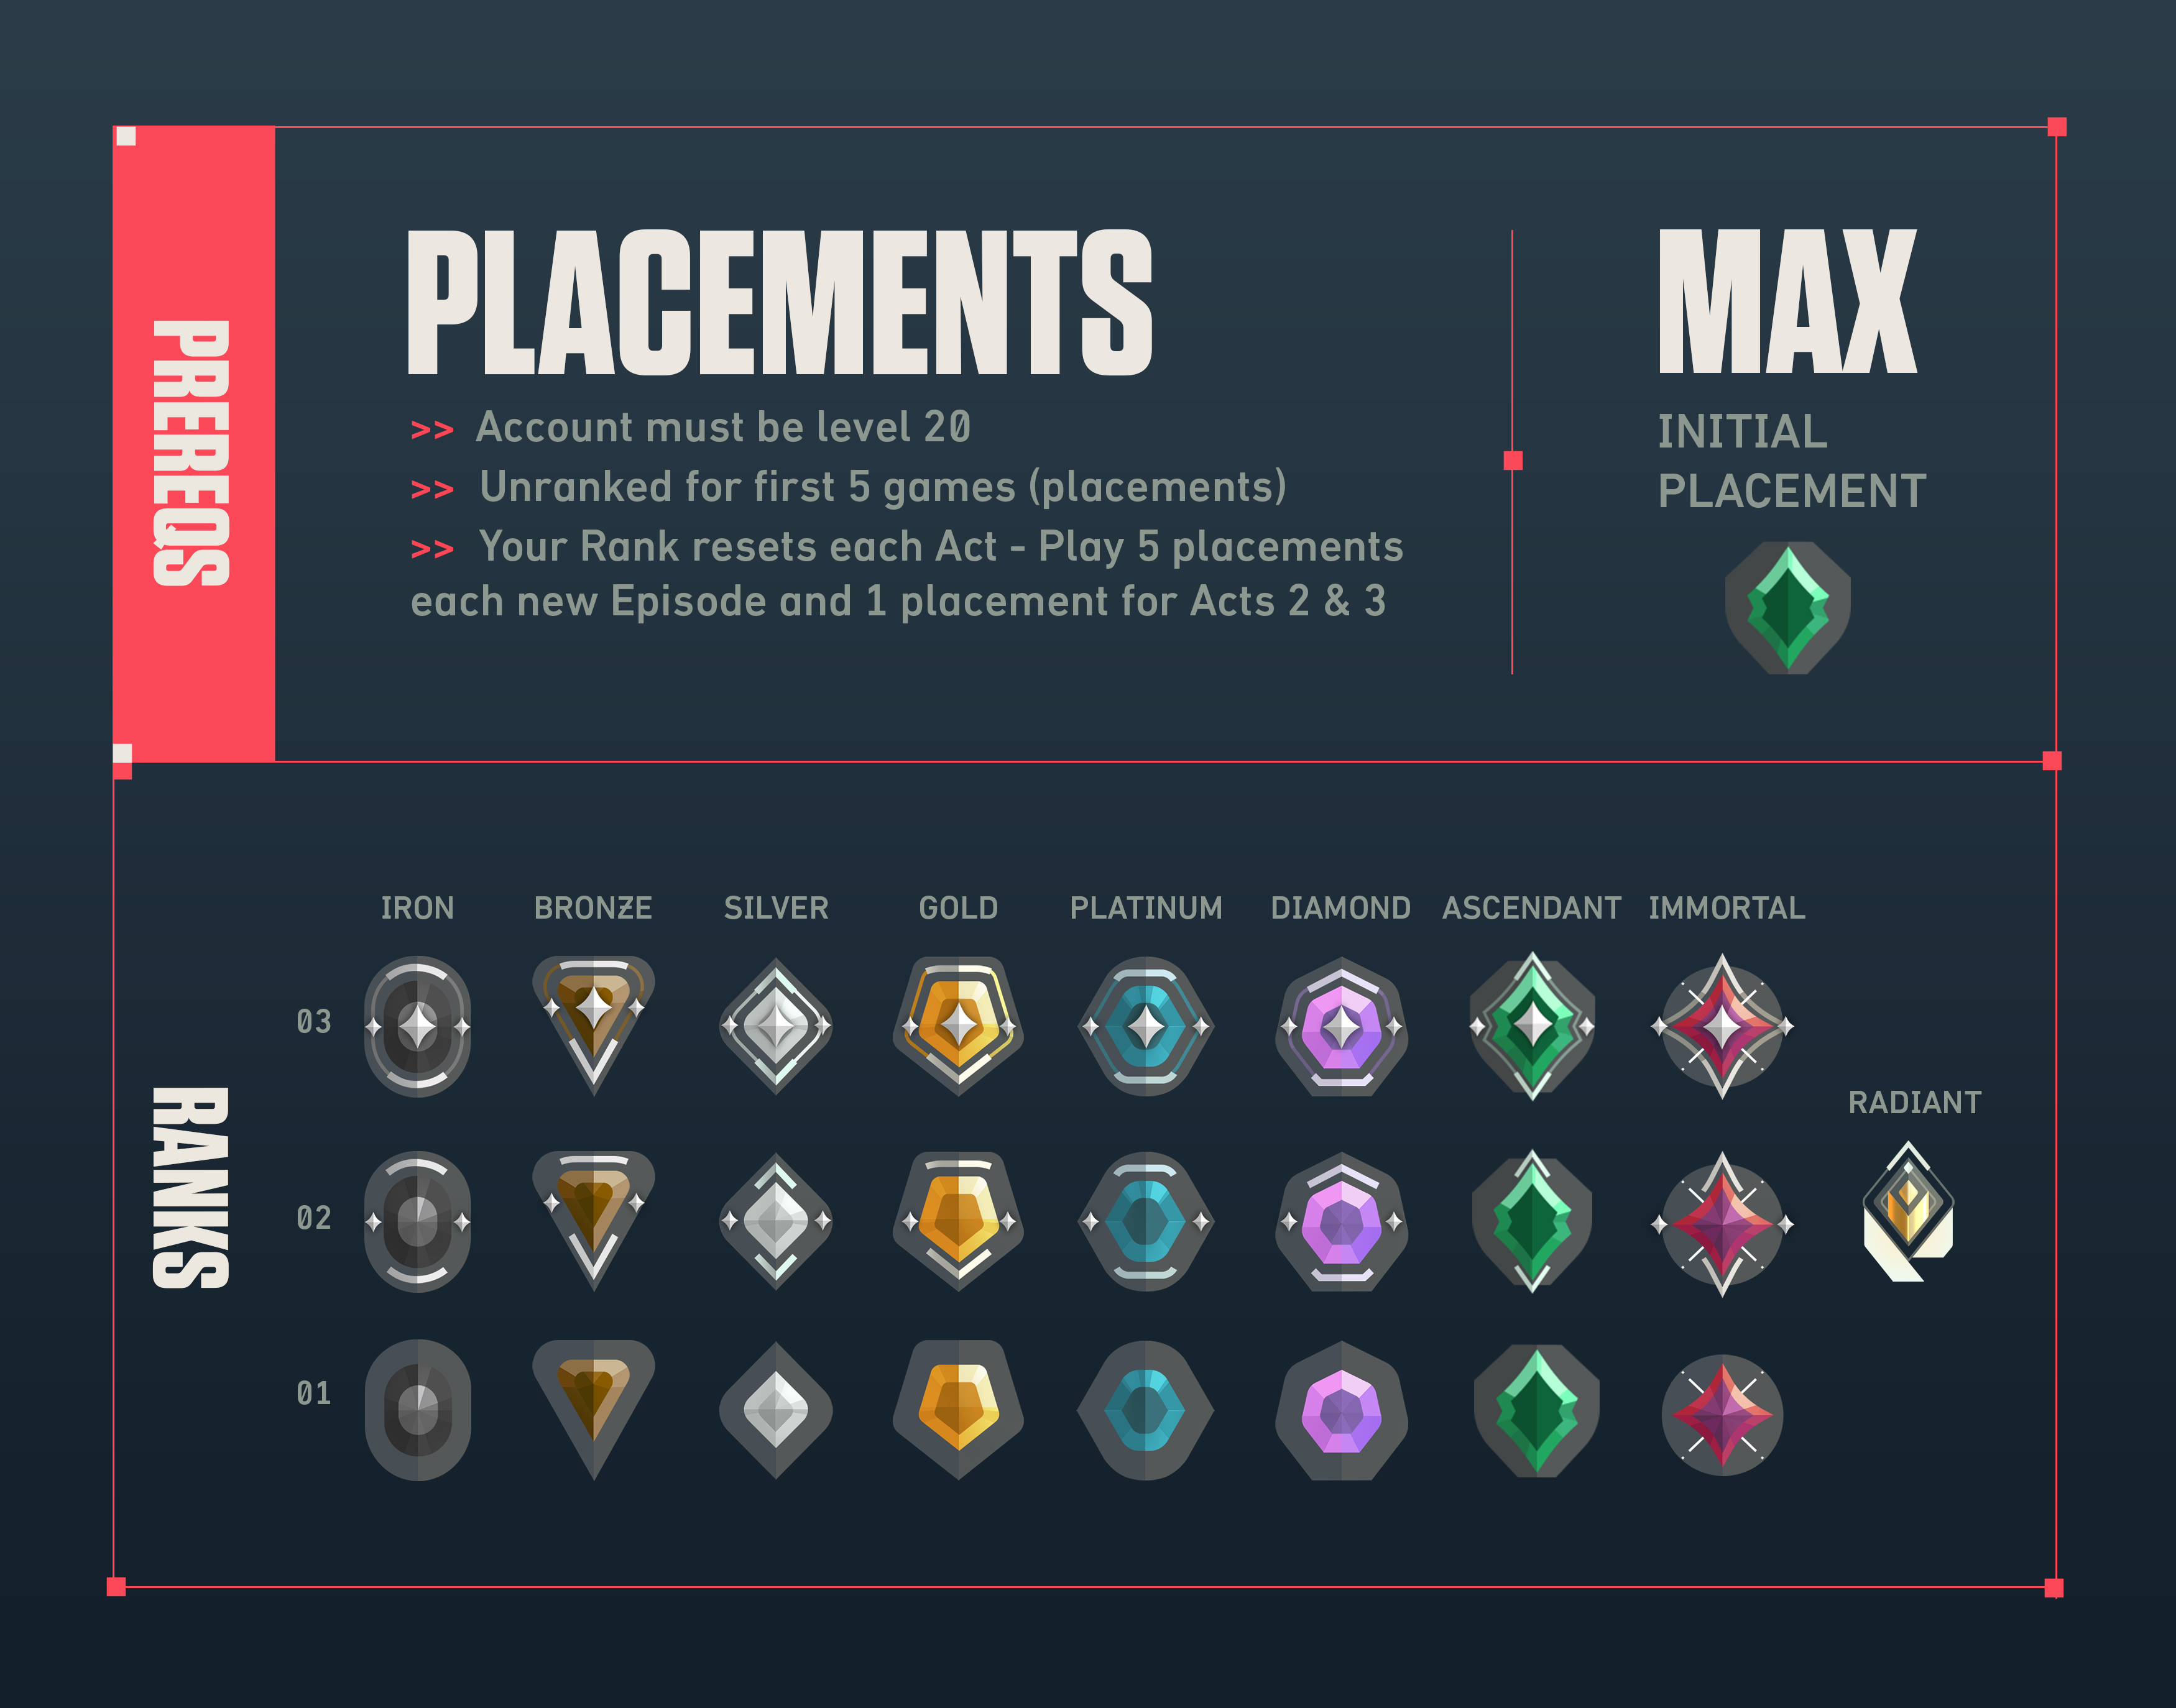 PREREQS
PLACEMENTS
>> Account must be level 20
>> Unranked for first 5 games (placements)
>> Your Rank resets each Act - Play 5 placements
each new Episode and 1 placement for Acts 2 & 3
MAX
INITIAL
PLACEMENT
RANKS
IRON BRONZE SILVER GOLD PLATINUM DIAMOND ASCENDANT IMMORTAL
03
RADIANT
02
01